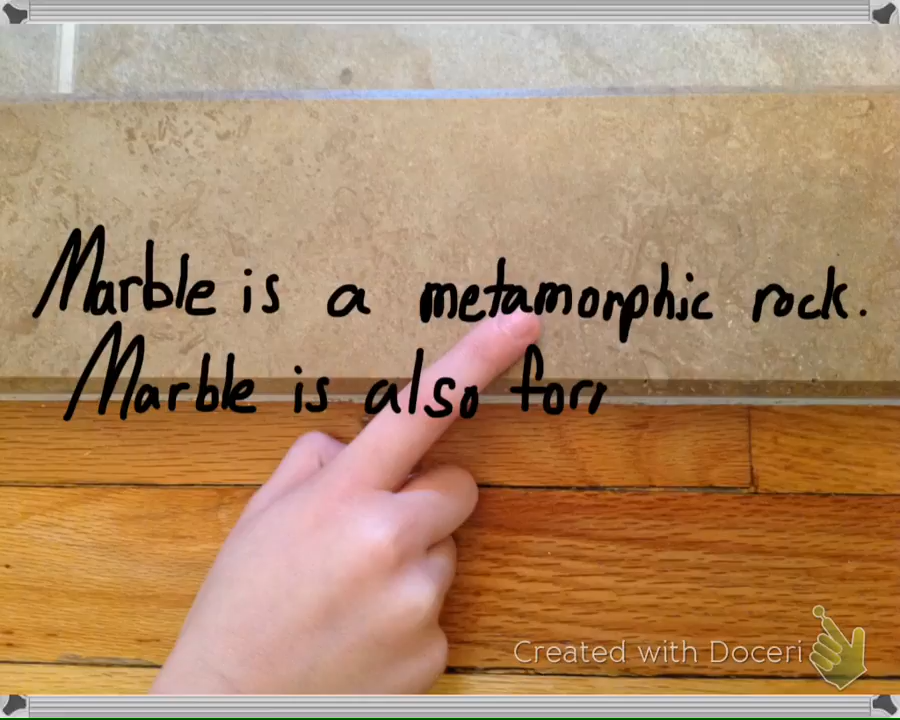 Marble is a metamorphic rock.
Marble is also for
Created with Doceri